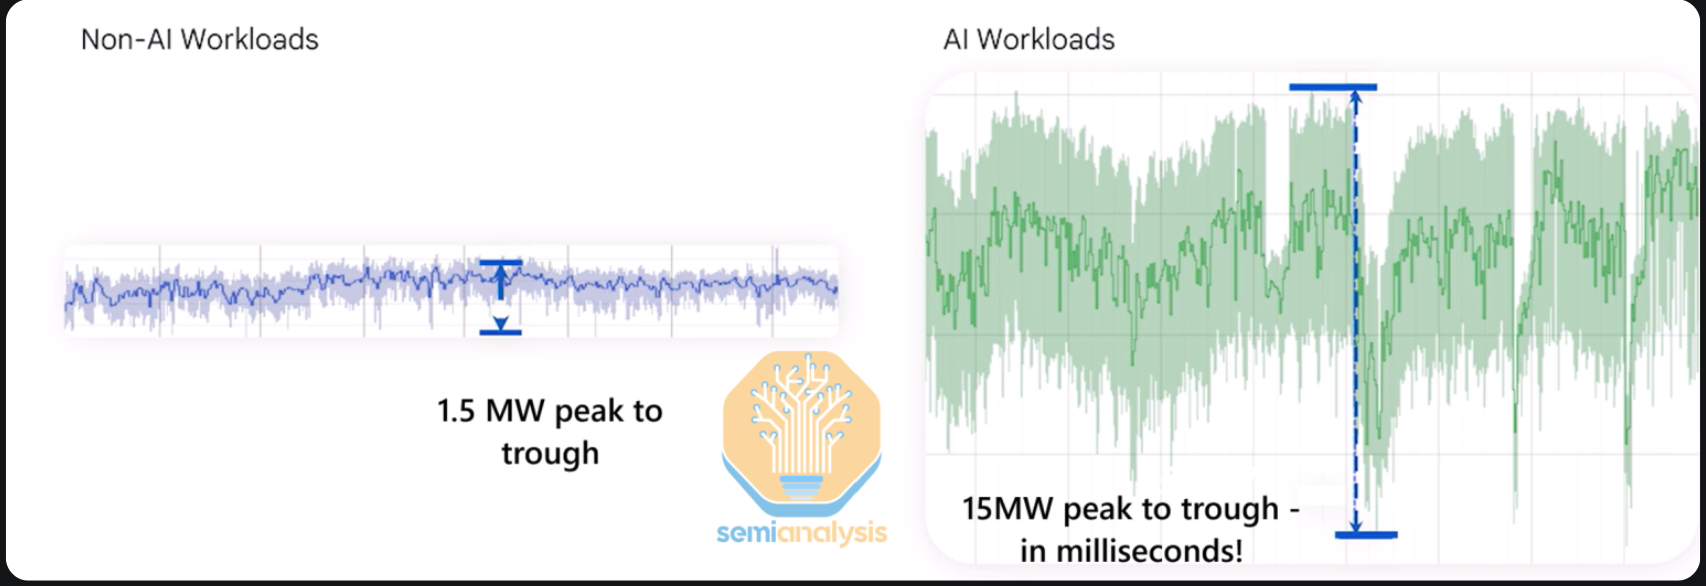 Non-AI Workloads
AI Workloads
1.5 MW peak to
trough
semianalysis
15MW peak to trough -
in milliseconds!